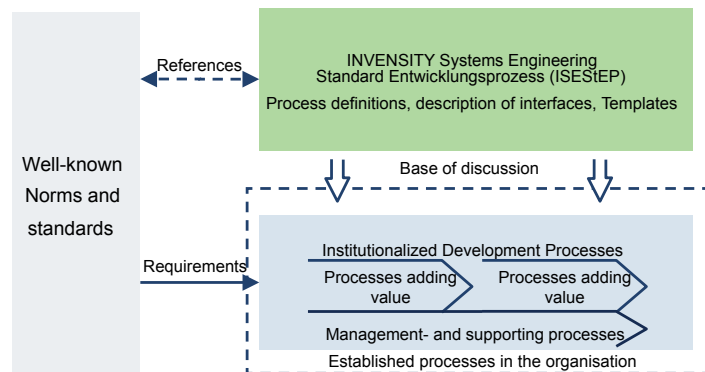 References
INVENSITY Systems Engineering
Standard Entwicklungsprozess (ISEStEP)
Process definitions, description of interfaces, Templates
Well-known
Norms and
standards
Base of discussion
Requirements
Institutionalized Development Processes
Processes adding
value
Processes adding
value
Management- and supporting processes
Established processes in the organisation